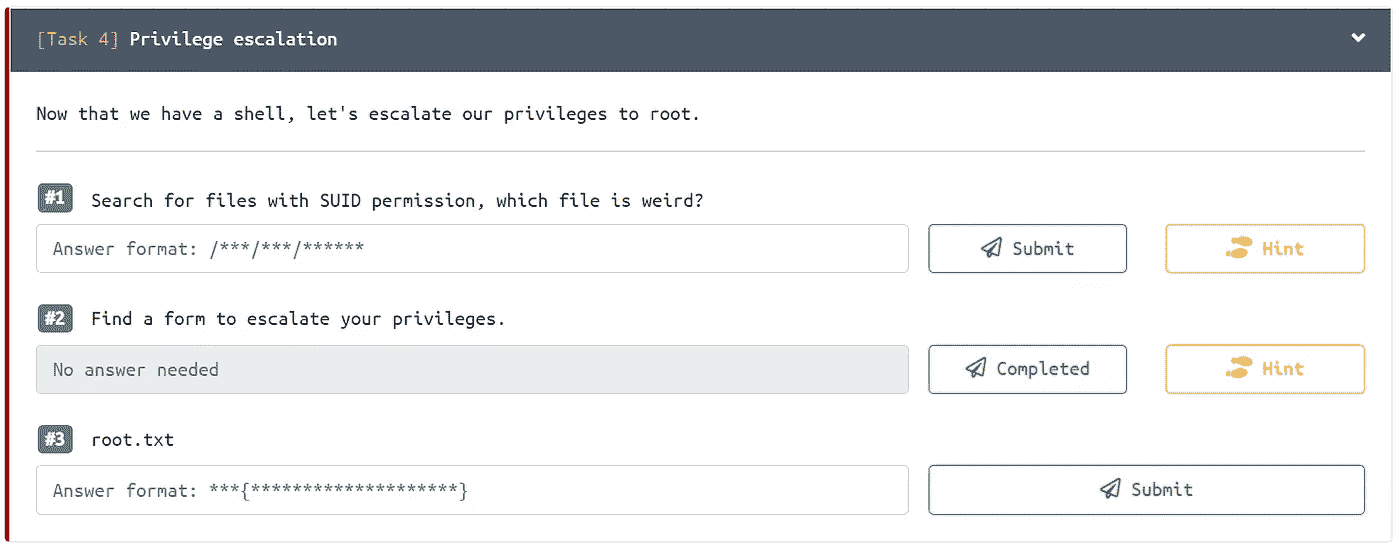 [Task 4] Privilege escalation
Now that we have a shell, let's escalate our privileges to root.
#1 Search for files with SUID permission, which file is weird?
Answer format: /***/***/****** Submit Hint
#2 Find a form to escalate your privileges.
No answer needed Completed Hint
#3 root.txt
Answer format: ***{********************} Submit